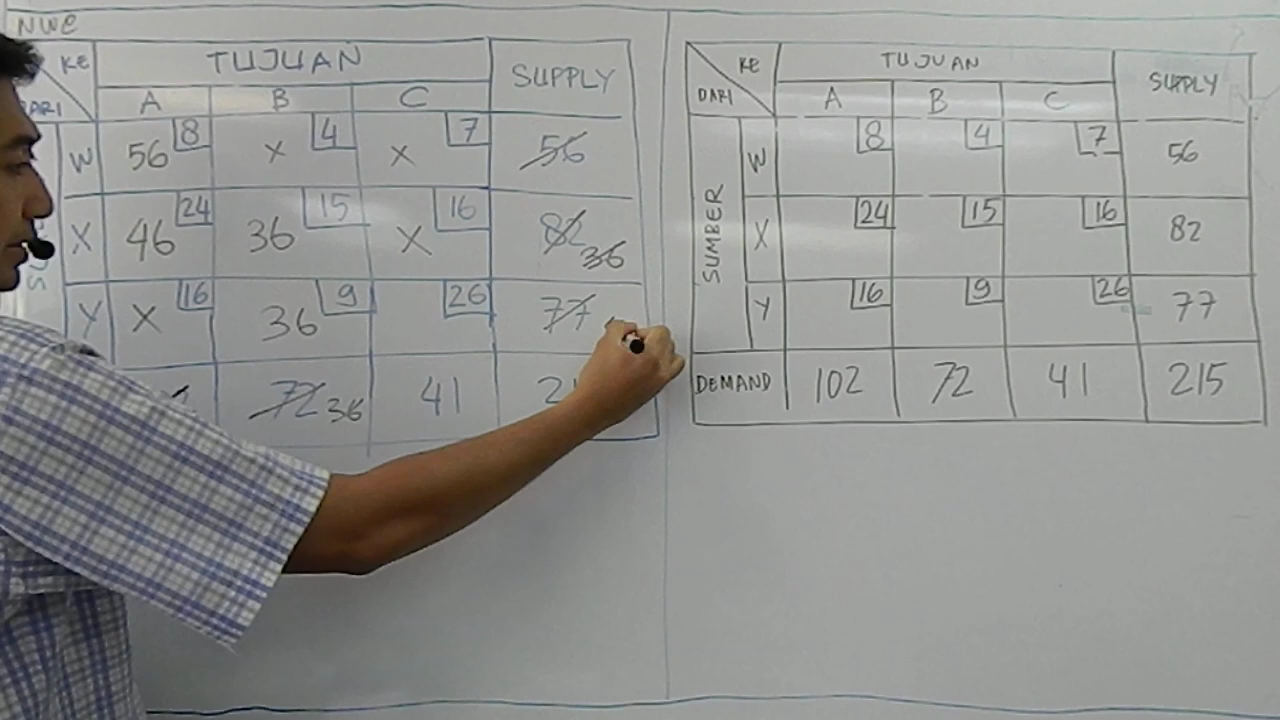 NWC
KE TUJUAN SUPPLY
A B C
W 56 8 × 4 × 7 56
X 46 24 36 15 × 16 82 36
Y × 16 36 9 26 77
72 36 41
KE TUJUAN SUPPLY
DARI A B C
SUMBER
W 8 4 7 56
X 24 15 16 82
Y 16 9 26 77
DEMAND 102 72 41 215